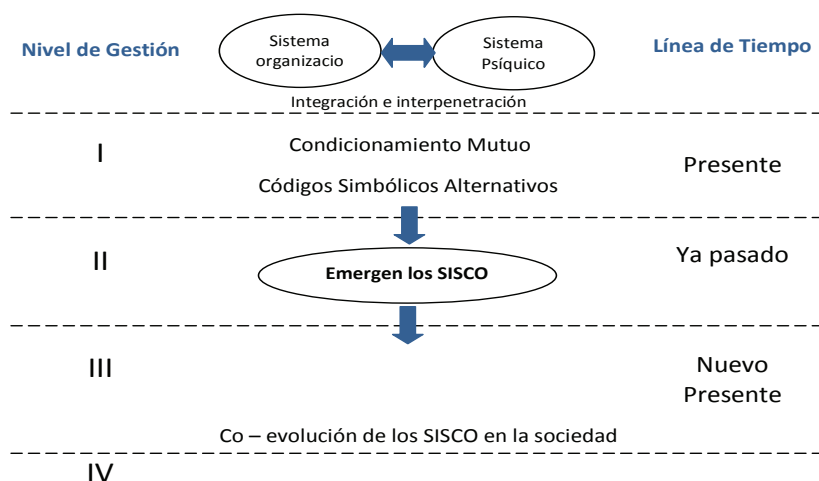 Nivel de Gestión
Sistema
organizacio
Sistema
Psíquico
Línea de Tiempo
Integración e interpenetración
I
Condicionamiento Mutuo
Códigos Simbólicos Alternativos
Presente
II
Emergen los SISCO
Ya pasado
III
Nuevo
Presente
Co – evolución de los SISCO en la sociedad
IV